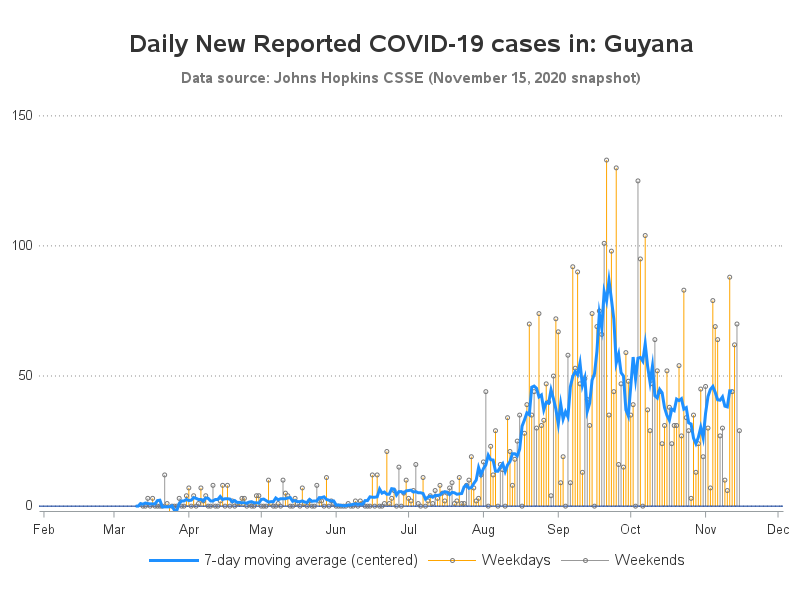 Daily New Reported COVID-19 cases in: Guyana
Data source: Johns Hopkins CSSE (November 15, 2020 snapshot)
150
100
50
0
Feb Mar Apr May Jun Jul Aug Sep Oct Nov Dec
7-day moving average (centered) Weekdays Weekends